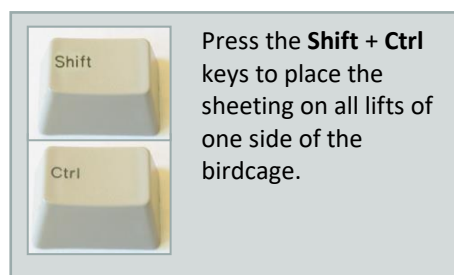 Shift
Ctrl
Press the Shift + Ctrl
keys to place the
sheeting on all lifts of
one side of the
birdcage.